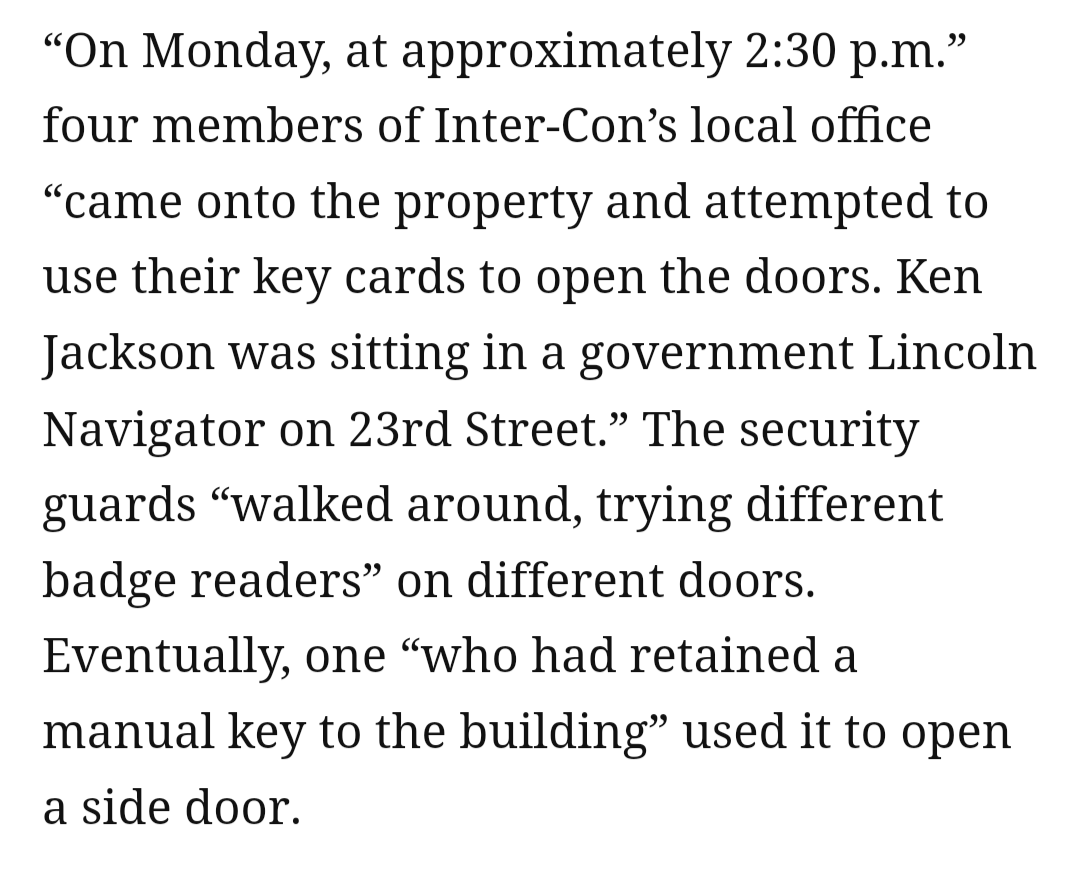 “On Monday, at approximately 2:30 p.m.”
four members of Inter-Con’s local office
“came onto the property and attempted to
use their key cards to open the doors. Ken
Jackson was sitting in a government Lincoln
Navigator on 23rd Street.” The security
guards “walked around, trying different
badge readers” on different doors.
Eventually, one “who had retained a
manual key to the building” used it to open
a side door.